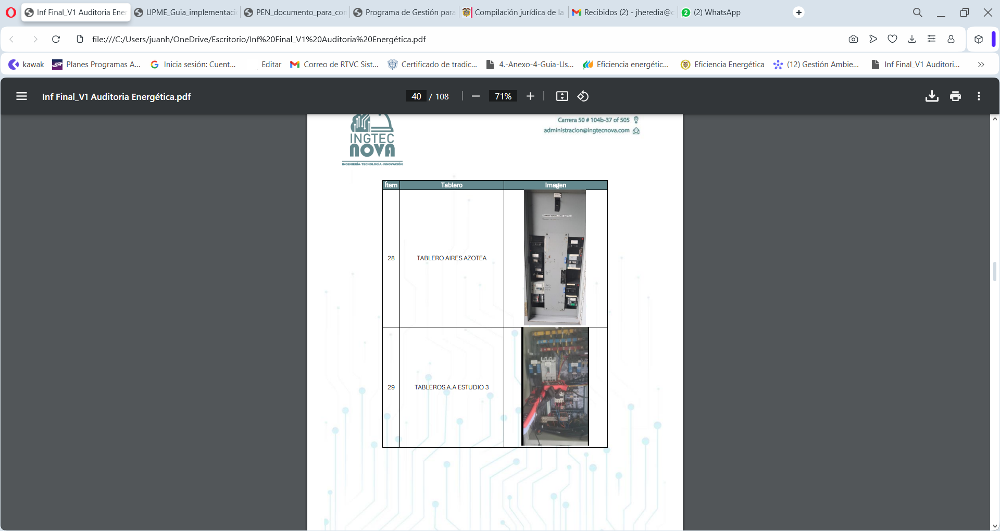 Inf Final_V1 Auditoria Ener
UPME_Guia_implementaci
PEN_documento_para_con
Programa de Gestión para
Compilación jurídica de la
Recibidos (2) - jheredia@c
(2) WhatsApp
file:///C:/Users/juanh/OneDrive/Escritorio/Inf%20Final_V1%20Auditoria%20Energética.pdf
kawak
Planes Programas A...
Inicia sesión: Cuent...
Editar
Correo de RTVC Sist...
Certificado de tradic...
4.-Anexo-4-Guia-Us...
Eficiencia energétic...
Eficiencia Energética
(12) Gestión Ambie...
Inf Final_V1 Auditori...
Inf Final_V1 Auditoria Energética.pdf
40 / 108
71%
Carrera 50 # 104b-37 of 505
administracion@ingtecnova.com
INGTEC
NOVA
INGENIERÍA-TECNOLOGÍA-INNOVACIÓN
Ítem Tablero Imagen
28 TABLERO AIRES AZOTEA
29 TABLEROS A.A ESTUDIO 3